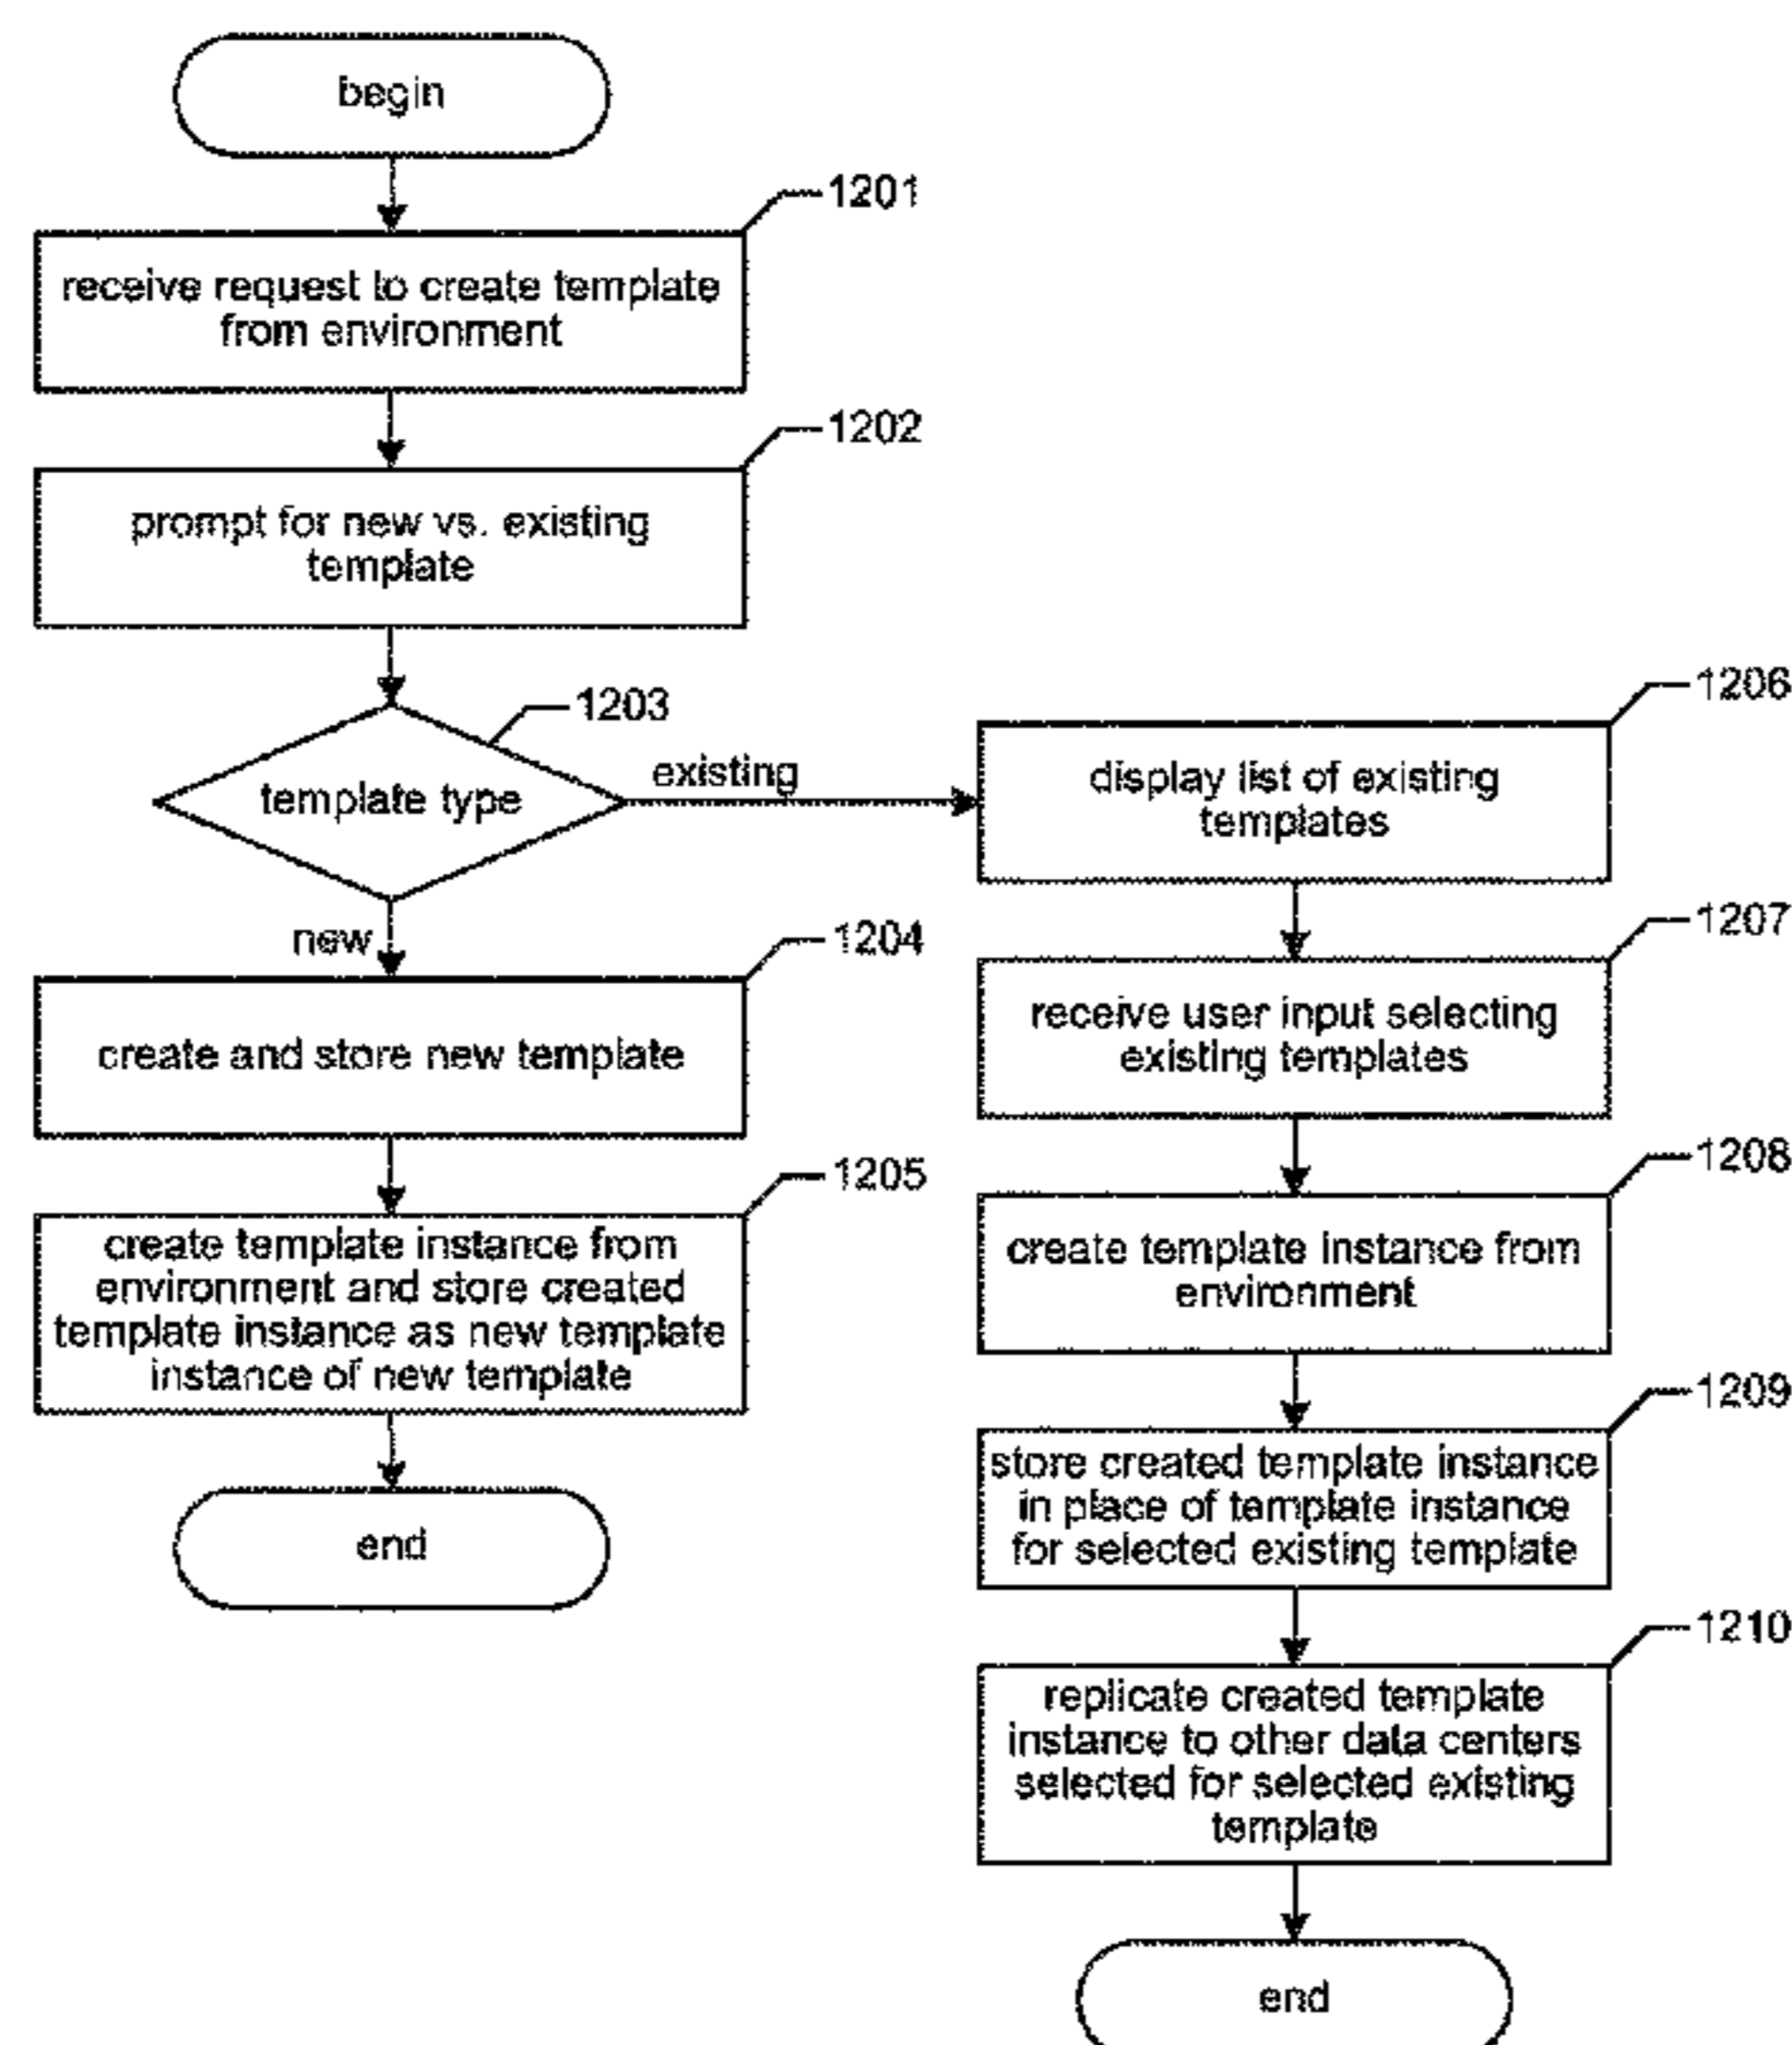 begin
1201
receive request to create template
from environment
1202
prompt for new vs. existing
template
1203
template type
existing
new
1204
create and store new template
1205
create template instance from
environment and store created
template instance as new template
instance of new template
end
1206
display list of existing
templates
1207
receive user input selecting
existing templates
1208
create template instance from
environment
1209
store created template instance
in place of template instance
for selected existing template
1210
replicate created template
instance to other data centers
selected for selected existing
template
end